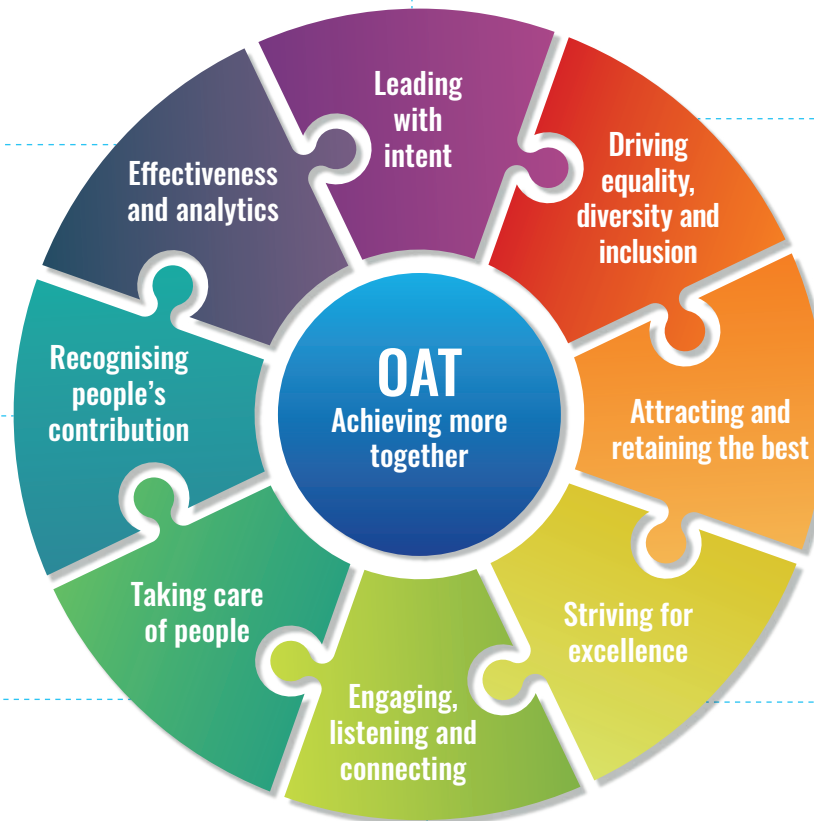 Leading
with
intent
Driving
equality,
diversity and
inclusion
Attracting and
retaining the best
Striving for
excellence
Engaging,
listening and
connecting
Taking care
of people
Recognising
people’s
contribution
Effectiveness
and analytics
OAT
Achieving more
together